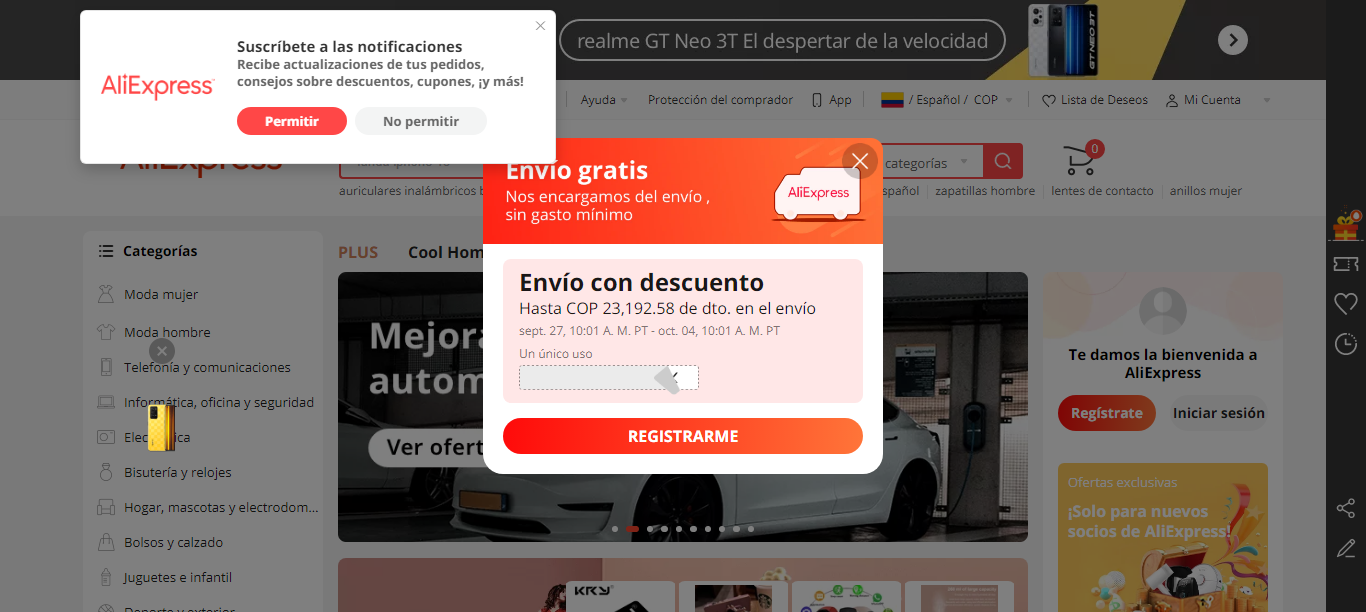 Suscríbete a las notificaciones
Recibe actualizaciones de tus pedidos,
consejos sobre descuentos, cupones, ¡y más!
AliExpress
Permitir
No permitir
realme GT Neo 3T El despertar de la velocidad
GT NEO 3T
Ayuda
Protección del comprador
App
/ Español / COP
Lista de Deseos
Mi Cuenta
categorías
0
auriculares inalámbricos
zapatillas hombre
lentes de contacto
anillos mujer
Envío gratis
Nos encargamos del envío ,
sin gasto mínimo
AliExpress
Envío con descuento
Hasta COP 23,192.58 de dto. en el envío
sept. 27, 10:01 A. M. PT - oct. 04, 10:01 A. M. PT
Un único uso
REGISTRARME
Categorías
Moda mujer
Moda hombre
Telefonía y comunicaciones
Informática, oficina y seguridad
Bisutería y relojes
Hogar, mascotas y electrodom...
Bolsos y calzado
Juguetes e infantil
Deporte y exterior
PLUS
Cool Hom
Mejora
autom
Ver ofert
Te damos la bienvenida a
AliExpress
Regístrate
Iniciar sesión
Ofertas exclusivas
¡Solo para nuevos
socios de AliExpress!
KRY